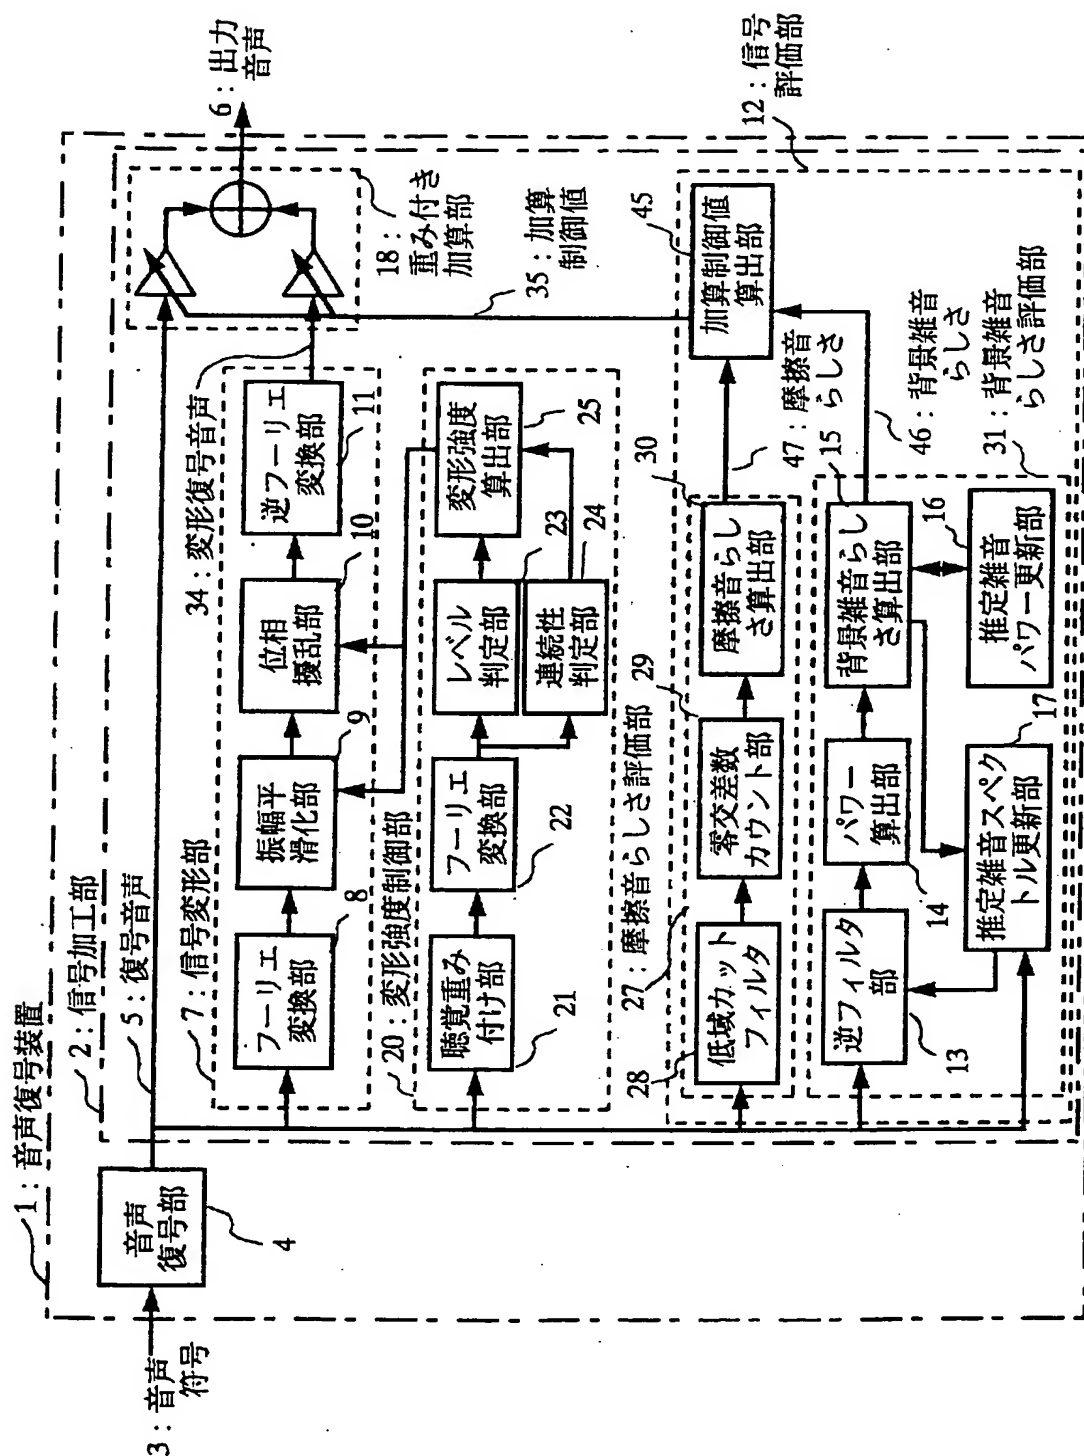 1：音声復号装置
2：信号加工部
3：音声
符号
音声
復号部
4
5：復号音声
6：出力
音声
7：信号変形部
フーリエ
変換部
8
振幅平
滑化部
9
位相
擾乱部
10
逆フーリエ
変換部
11
34：変形復号音声
18：
重み付き
加算部
35：加算
制御値
20：変形強度制御部
聴覚重み
付け部
21
フーリエ
変換部
22
レベル
判定部
23
連続性
判定部
24
変形強度
算出部
25
12：信号
評価部
27：摩擦音らしさ評価部
低域カット
フィルタ
28
零交差数
カウント部
29
摩擦音らし
さ算出部
30
47：摩擦音
らしさ
加算制御値
算出部
45
46：背景雑音
らしさ
31：背景雑音
らしさ評価部
逆フィルタ
部
13
パワー
算出部
14
背景雑音らし
さ算出部
15
推定雑音
パワー更新部
16
推定雑音スペク
トル更新部
17